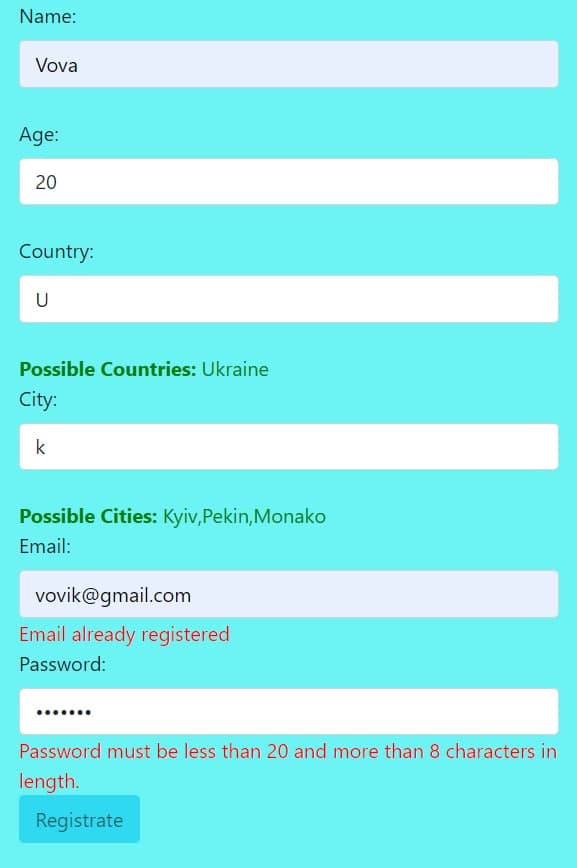 Name:
Vova
Age:
20
Country:
U
Possible Countries: Ukraine
City:
k
Possible Cities: Kyiv,Pekin,Monako
Email:
vovik@gmail.com
Email already registered
Password:
•••••••
Password must be less than 20 and more than 8 characters in
length.
Registrate